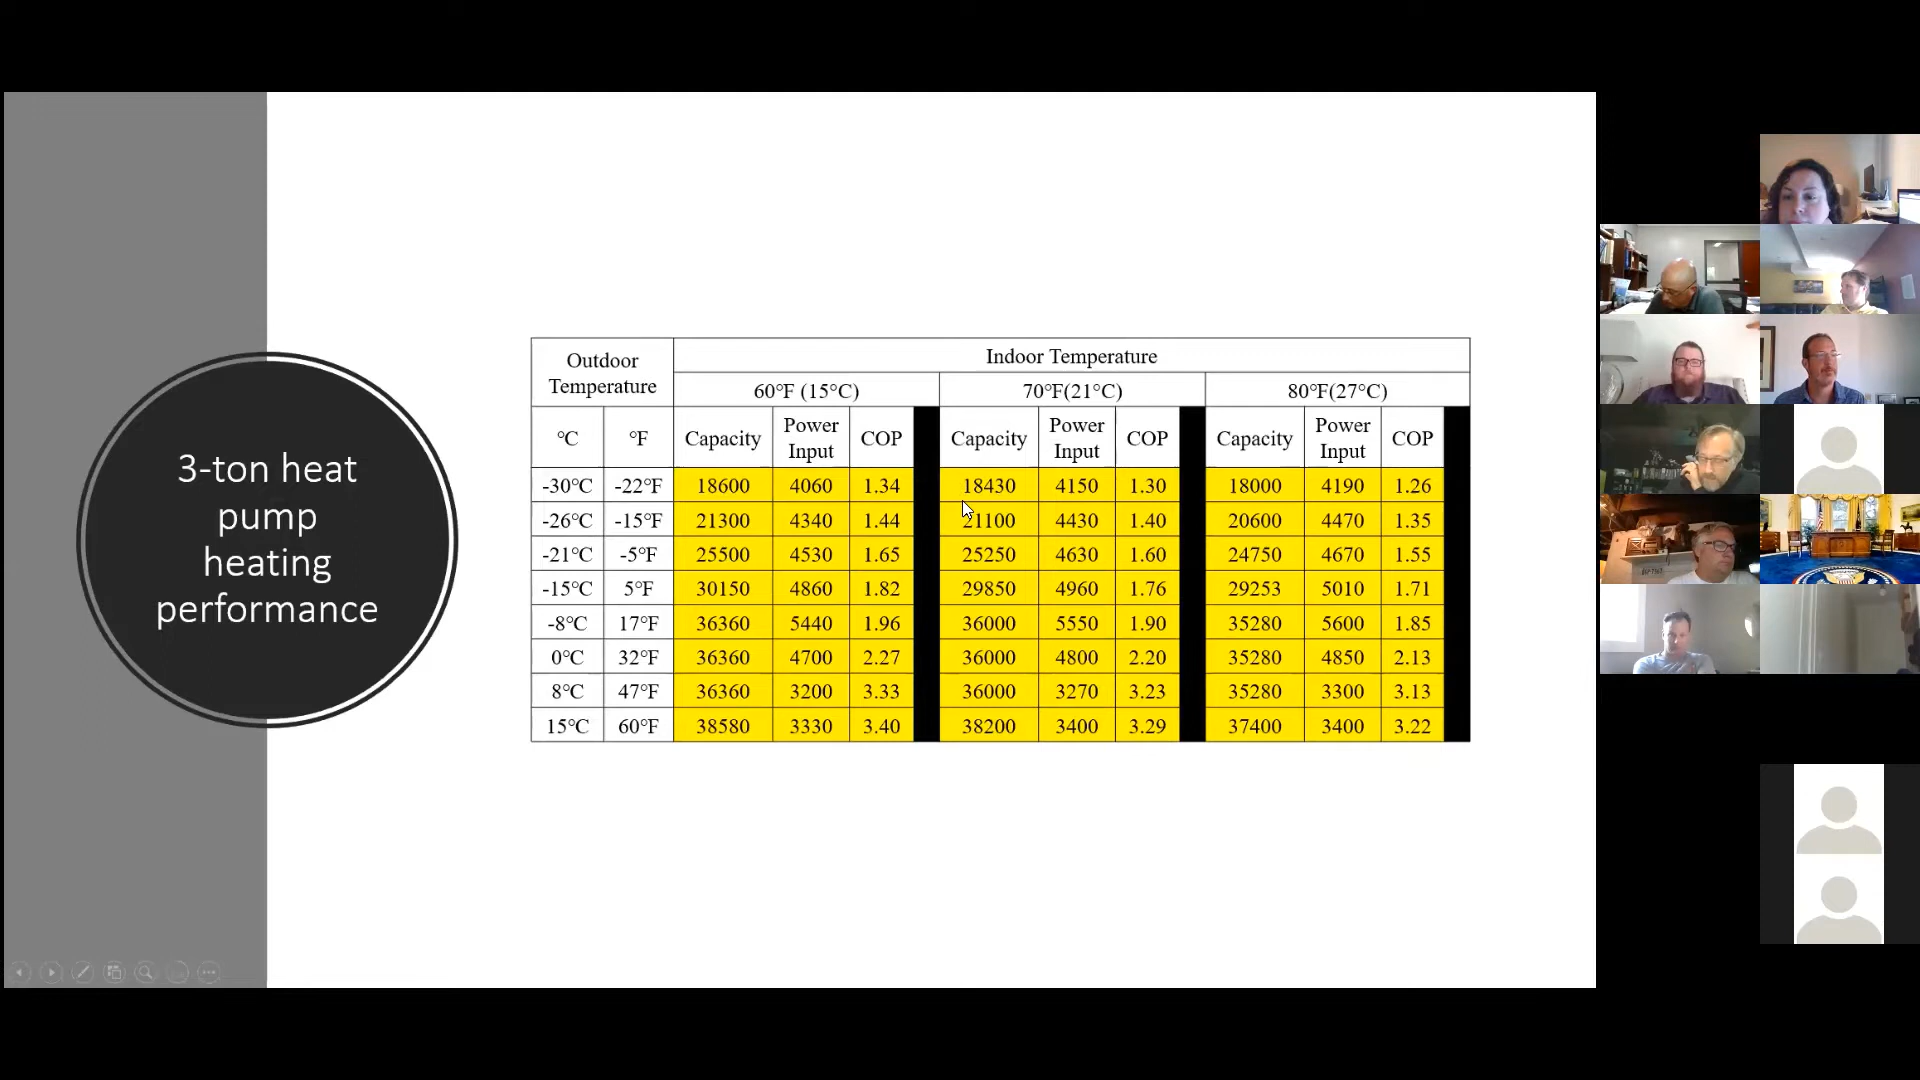 3-ton heat
pump
heating
performance
Outdoor
Temperature
Indoor Temperature
60°F (15°C)
70°F(21°C)
80°F(27°C)
°C °F Capacity Power Input COP Capacity Power Input COP Capacity Power Input COP
-30°C -22°F 18600 4060 1.34 18430 4150 1.30 18000 4190 1.26
-26°C -15°F 21300 4340 1.44 21100 4430 1.40 20600 4470 1.35
-21°C -5°F 25500 4530 1.65 25250 4630 1.60 24750 4670 1.55
-15°C 5°F 30150 4860 1.82 29850 4960 1.76 29253 5010 1.71
-8°C 17°F 36360 5440 1.96 36000 5550 1.90 35280 5600 1.85
0°C 32°F 36360 4700 2.27 36000 4800 2.20 35280 4850 2.13
8°C 47°F 36360 3200 3.33 36000 3270 3.23 35280 3300 3.13
15°C 60°F 38580 3330 3.40 38200 3400 3.29 37400 3400 3.22